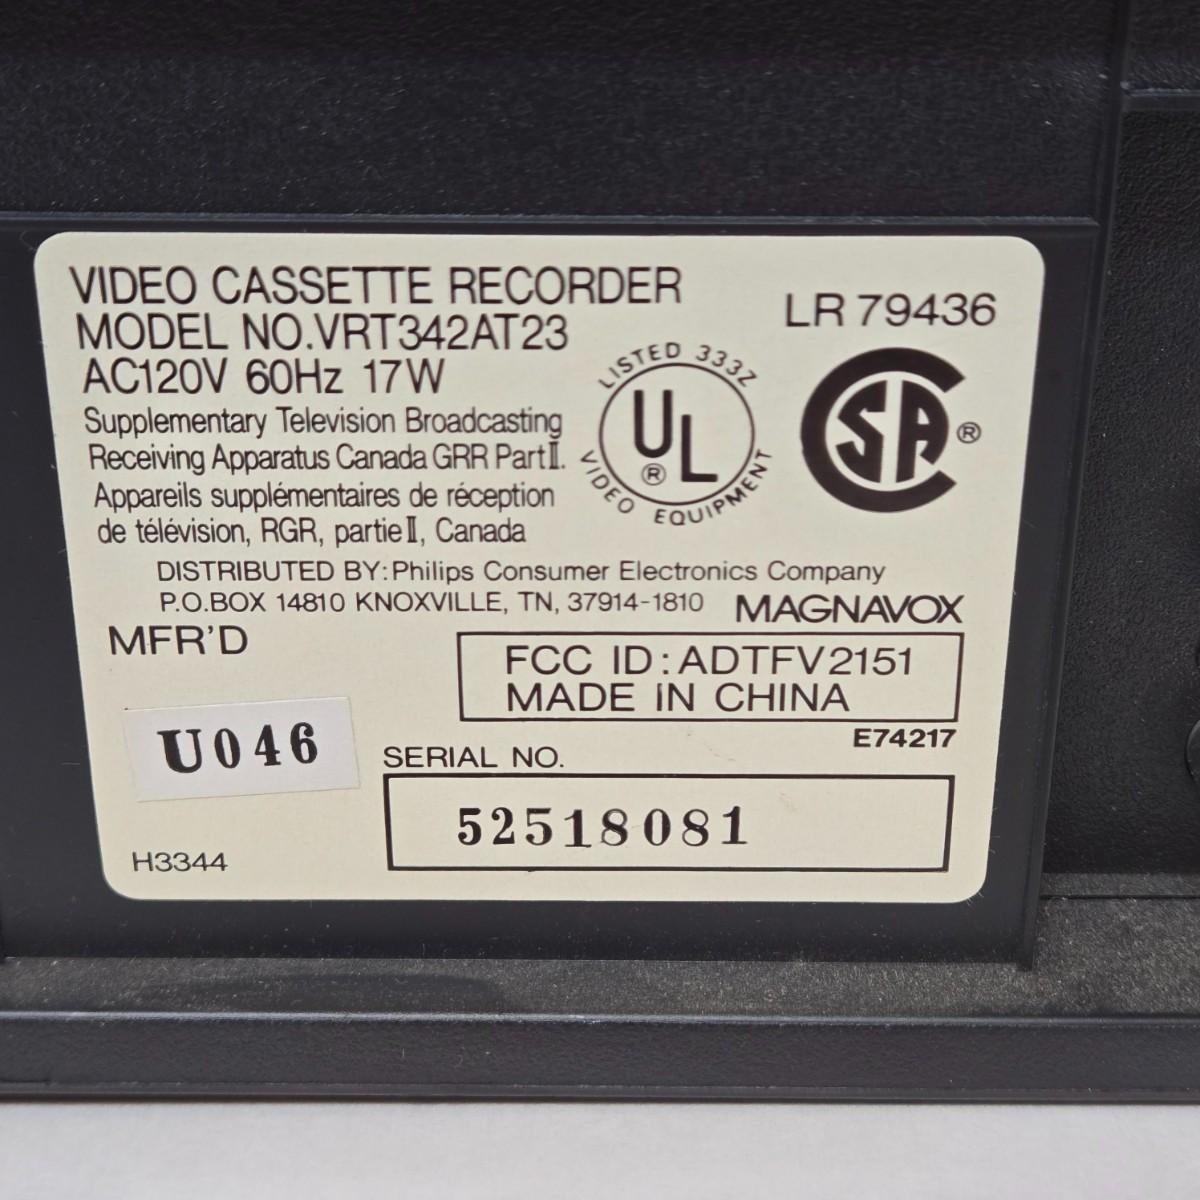 VIDEO CASSETTE RECORDER
MODEL NO.VRT342AT23
AC120V 60Hz 17W
LR 79436
Supplementary Television Broadcasting
Receiving Apparatus Canada GRR Part Ⅱ.
Appareils supplémentaires de réception
de télévision, RGR, partie Ⅱ, Canada
LISTED 333Z
UL
®
VIDEO EQUIPMENT
CSA ®
DISTRIBUTED BY:Philips Consumer Electronics Company
P.O.BOX 14810 KNOXVILLE, TN, 37914-1810 MAGNAVOX
MFR'D
FCC ID:ADTFV2151
MADE IN CHINA
E74217
U046
SERIAL NO.
52518081
H3344